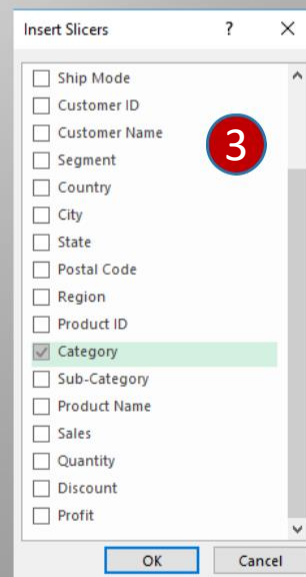 Insert Slicers ? ×
Ship Mode
Customer ID
Customer Name
3
Segment
Country
City
State
Postal Code
Region
Product ID
Category
Sub-Category
Product Name
Sales
Quantity
Discount
Profit
OK Cancel